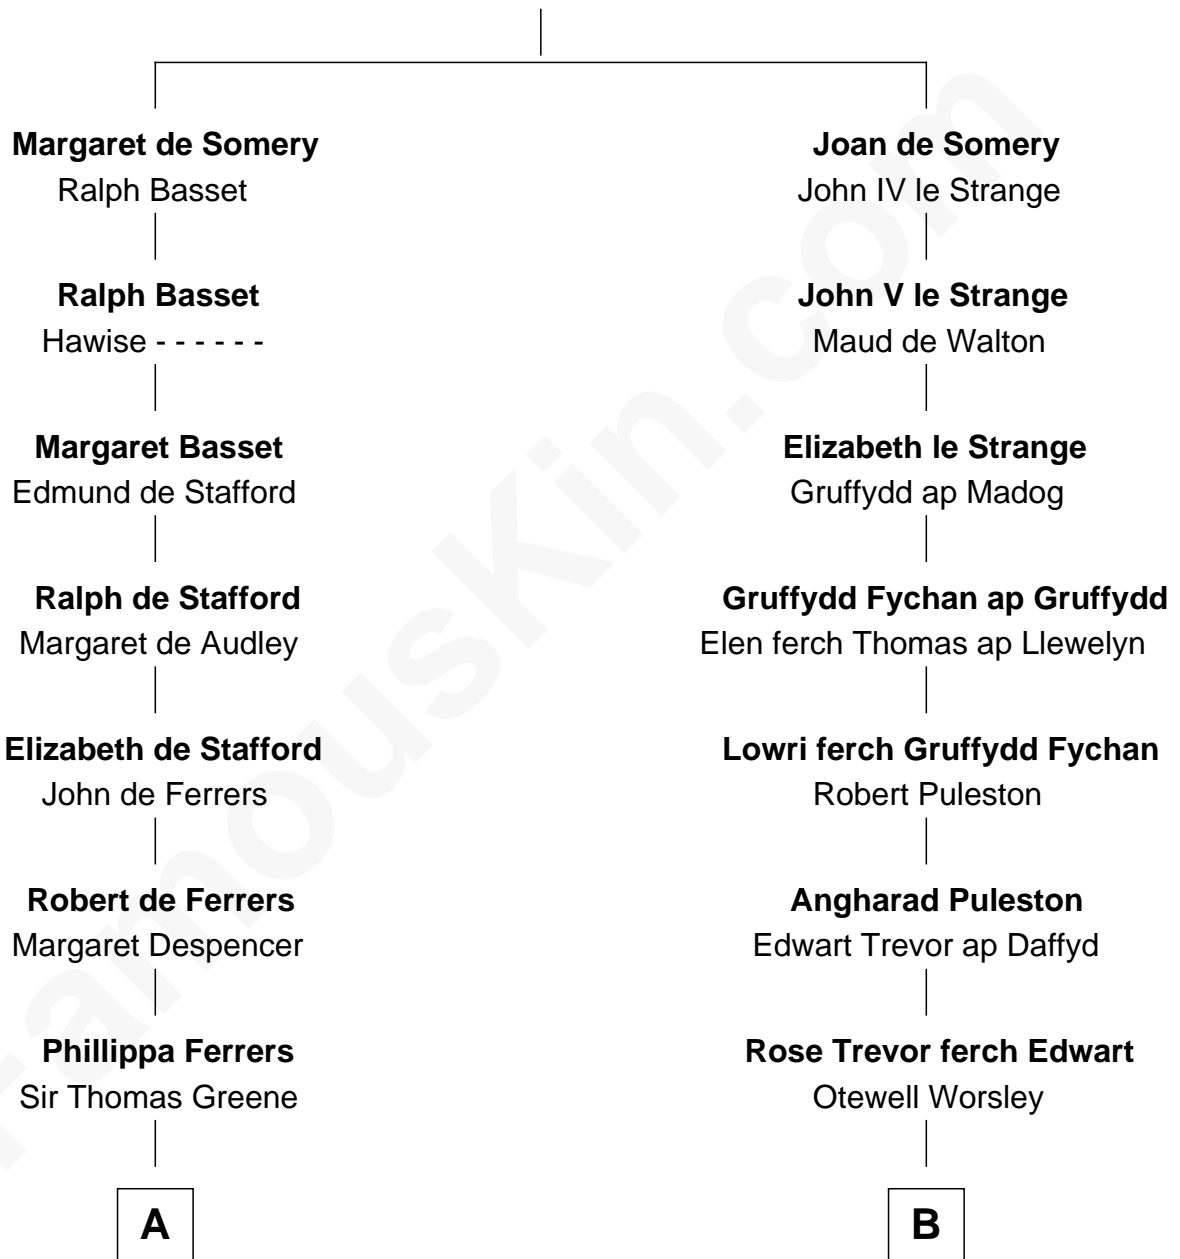 Margaret de Somery
Ralph Basset
Ralph Basset
Hawise - - - - - -
Margaret Basset
Edmund de Stafford
Ralph de Stafford
Margaret de Audley
Elizabeth de Stafford
John de Ferrers
Robert de Ferrers
Margaret Despencer
Phillippa Ferrers
Sir Thomas Greene
A
Joan de Somery
John IV le Strange
John V le Strange
Maud de Walton
Elizabeth le Strange
Gruffydd ap Madog
Gruffydd Fychan ap Gruffydd
Elen ferch Thomas ap Llewelyn
Lowri ferch Gruffydd Fychan
Robert Puleston
Angharad Puleston
Edwart Trevor ap Daffyd
Rose Trevor ferch Edwart
Otewell Worsley
B
FamousKin.com